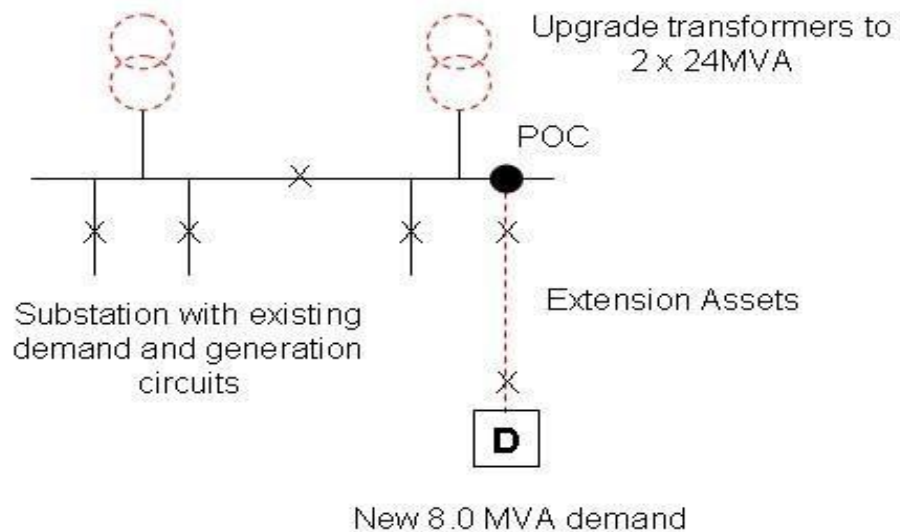 Upgrade transformers to
2 x 24MVA
POC
Substation with existing
demand and generation
circuits
Extension Assets
D
New 8.0 MVA demand